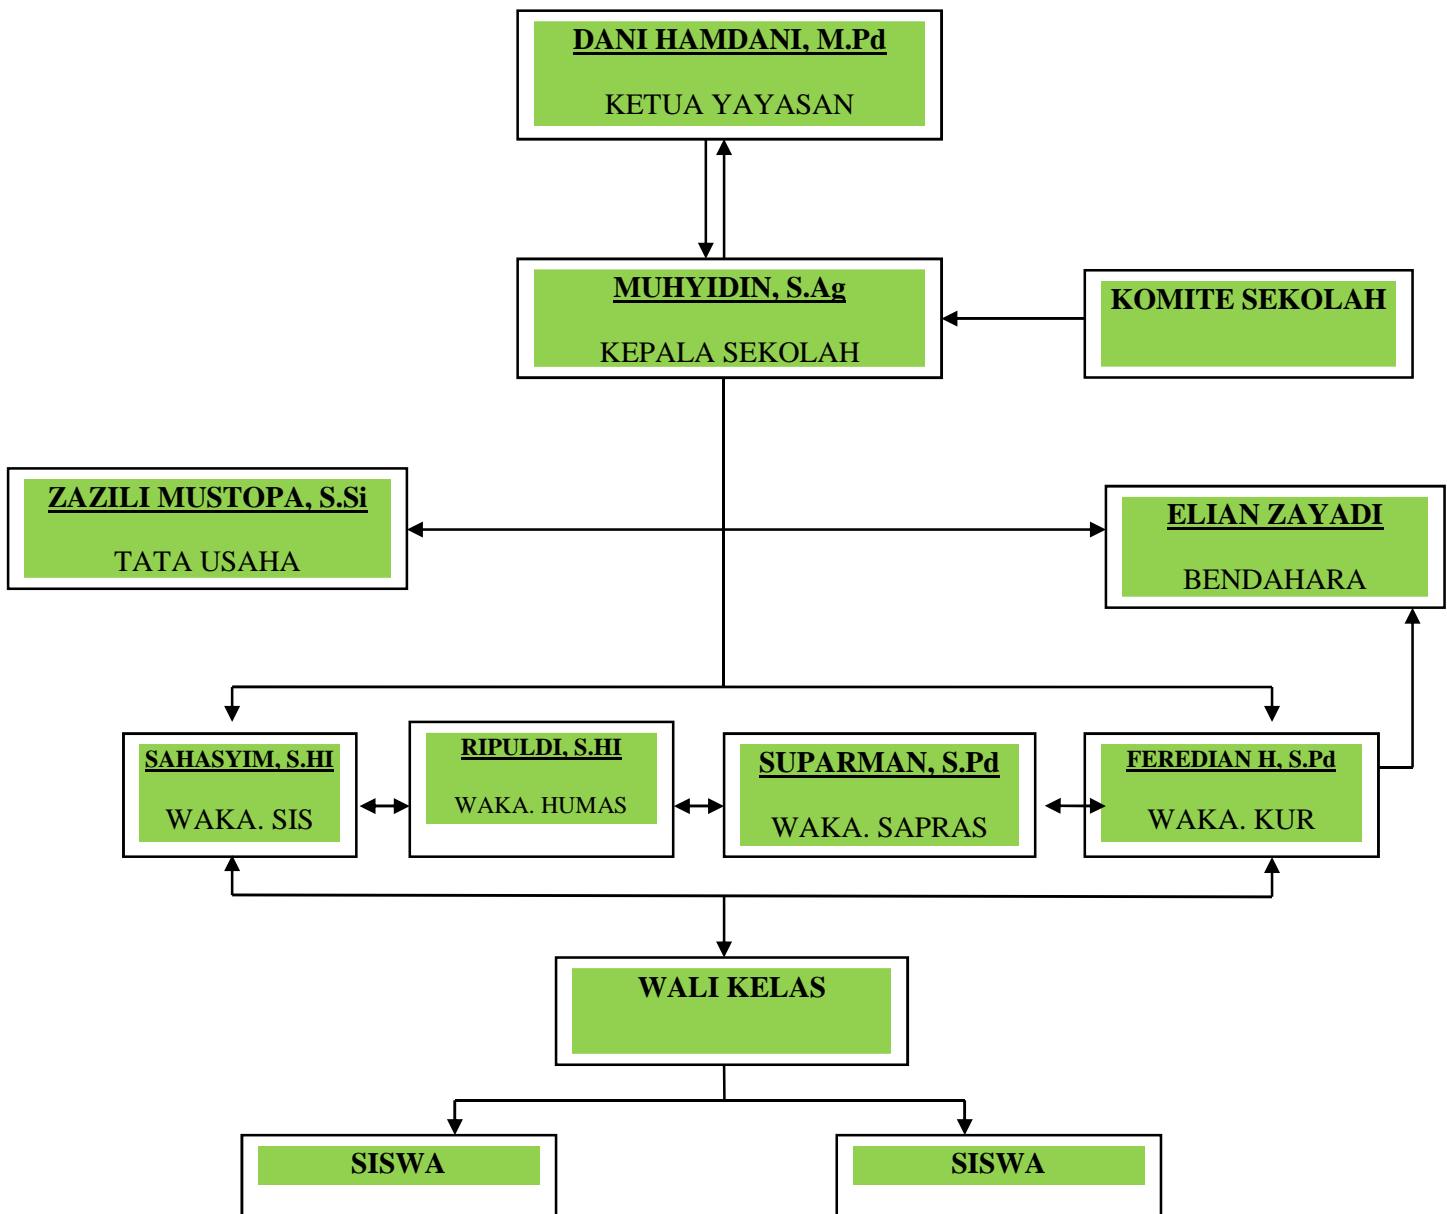 DANI HAMDANI, M.Pd
KETUA YAYASAN
MUHYIDIN, S.Ag
KEPALA SEKOLAH
KOMITE SEKOLAH
ZAZILI MUSTOPA, S.Si
TATA USAHA
ELIAN ZAYADI
BENDAHARA
SAHASYIM, S.HI
WAKA. SIS
RIPULDI, S.HI
WAKA. HUMAS
SUPARMAN, S.Pd
WAKA. SAPRAS
FEREDIAN H, S.Pd
WAKA. KUR
WALI KELAS
SISWA
SISWA